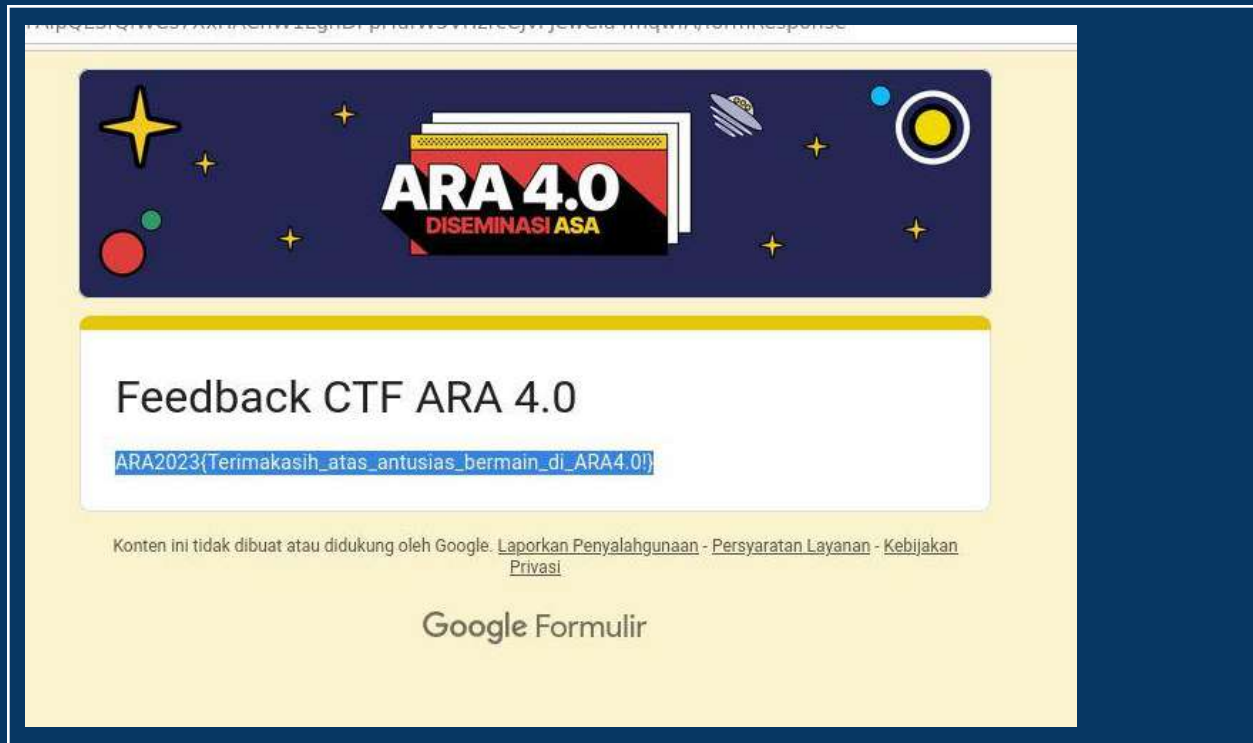 ARA 4.0
DISEMINASI ASA
Feedback CTF ARA 4.0
ARA2023{Terimakasih_atas_antusias_bermain_di_ARA4.0!}
Konten ini tidak dibuat atau didukung oleh Google. Laporkan Penyalahgunaan - Persyaratan Layanan - Kebijakan
Privasi
Google Formulir